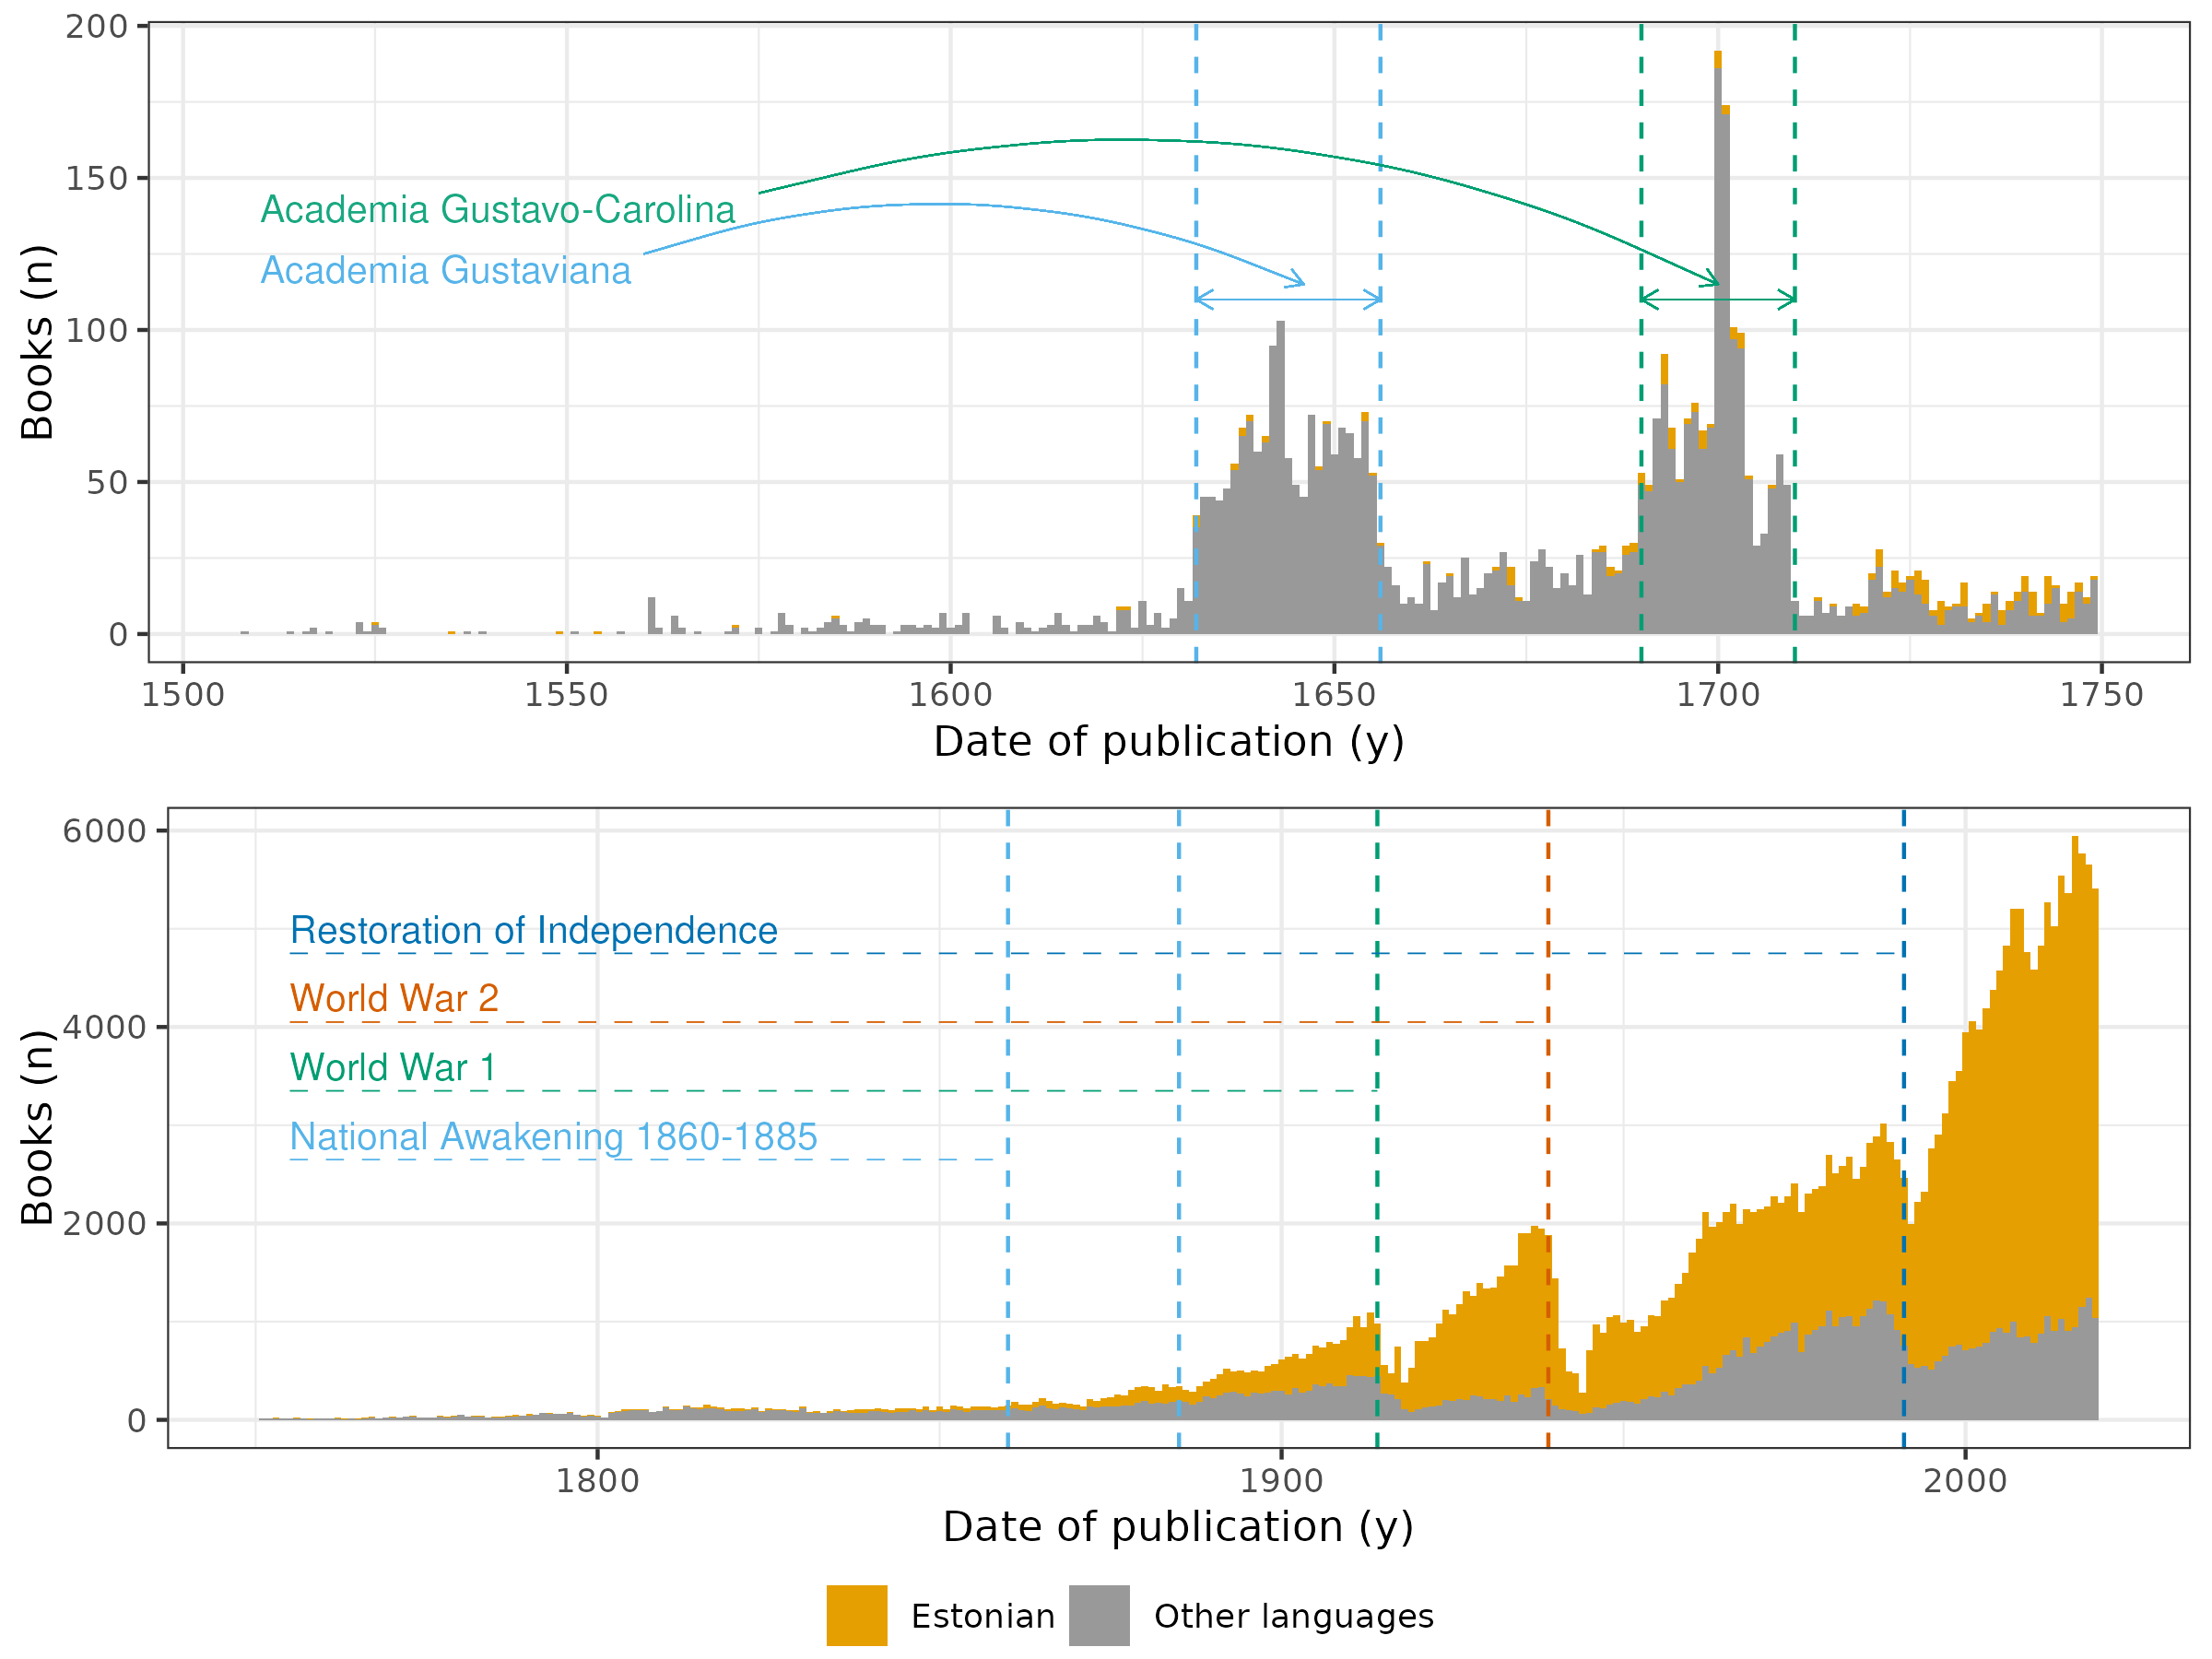 200
150
100
50
0
Books (n)
Academia Gustavo-Carolina
Academia Gustaviana
1500 1550 1600 1650 1700 1750
Date of publication (y)
6000
4000
2000
0
Books (n)
Restoration of Independence
World War 2
World War 1
National Awakening 1860-1885
1800 1900 2000
Date of publication (y)
Estonian Other languages